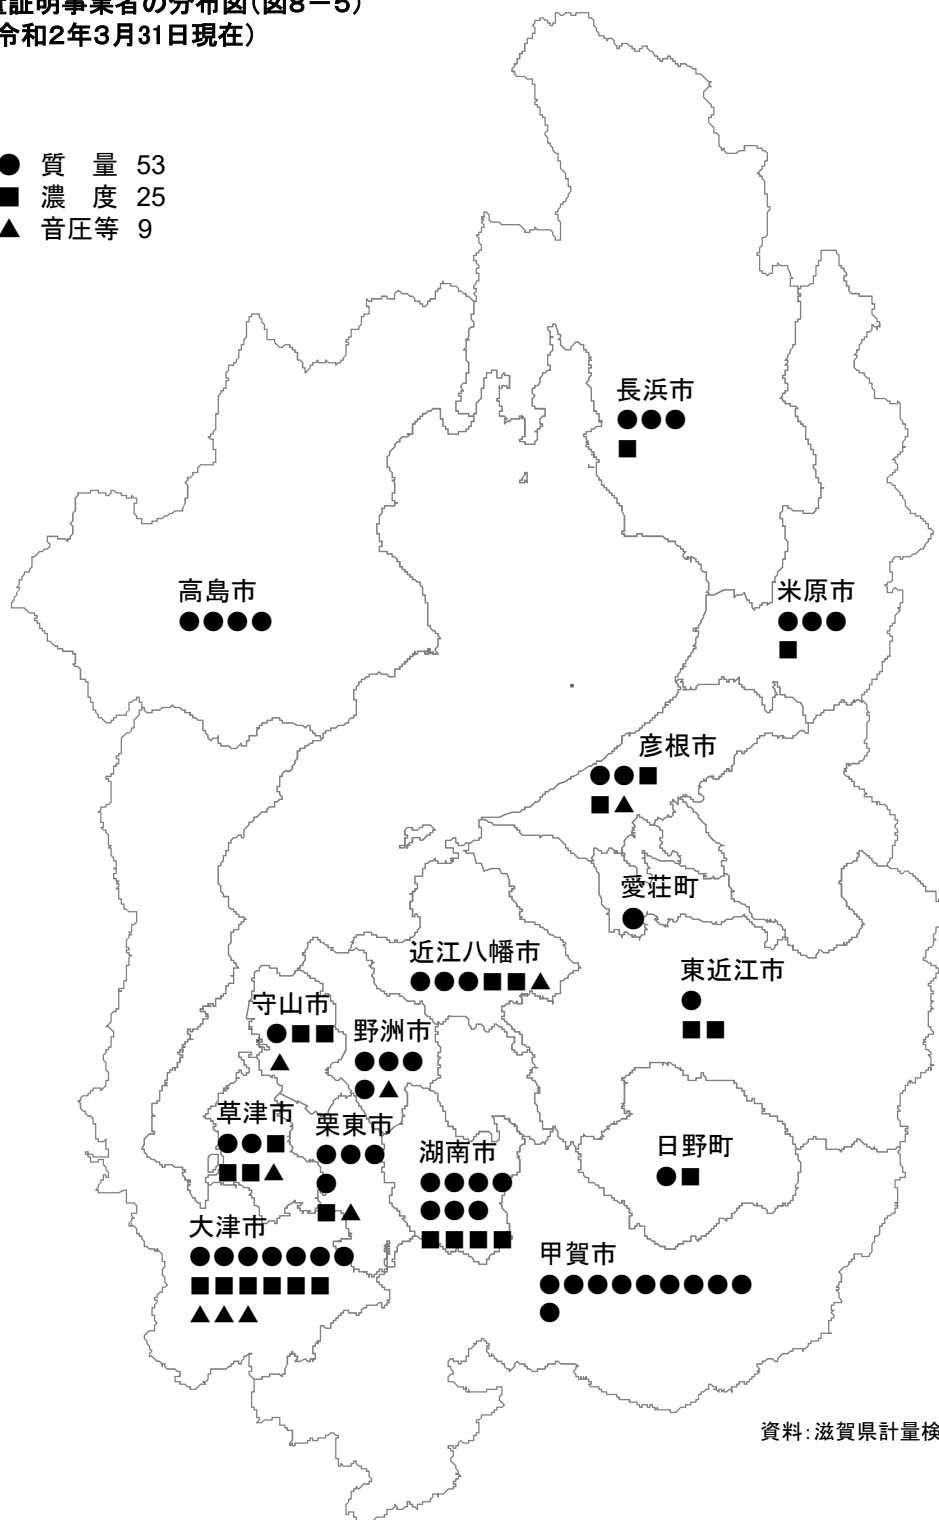 証明事業者の分布図(図8-5)
令和2年3月31日現在)
● 質 量 53
■ 濃 度 25
▲ 音圧等 9
長浜市
●●●
■
高島市
●●●●
米原市
●●●
■
彦根市
●●■
■▲
愛荘町
●
近江八幡市
●●●■■▲
東近江市
●
■■
守山市
●■■
▲
野洲市
●●●
●▲
草津市
●●■
■■▲
栗東市
●●●
●
■▲
湖南市
●●●●
●●●
■■■■
日野町
●■
大津市
●●●●●●●
■■■■■■
▲▲▲
甲賀市
●●●●●●●●●
●
資料:滋賀県計量検